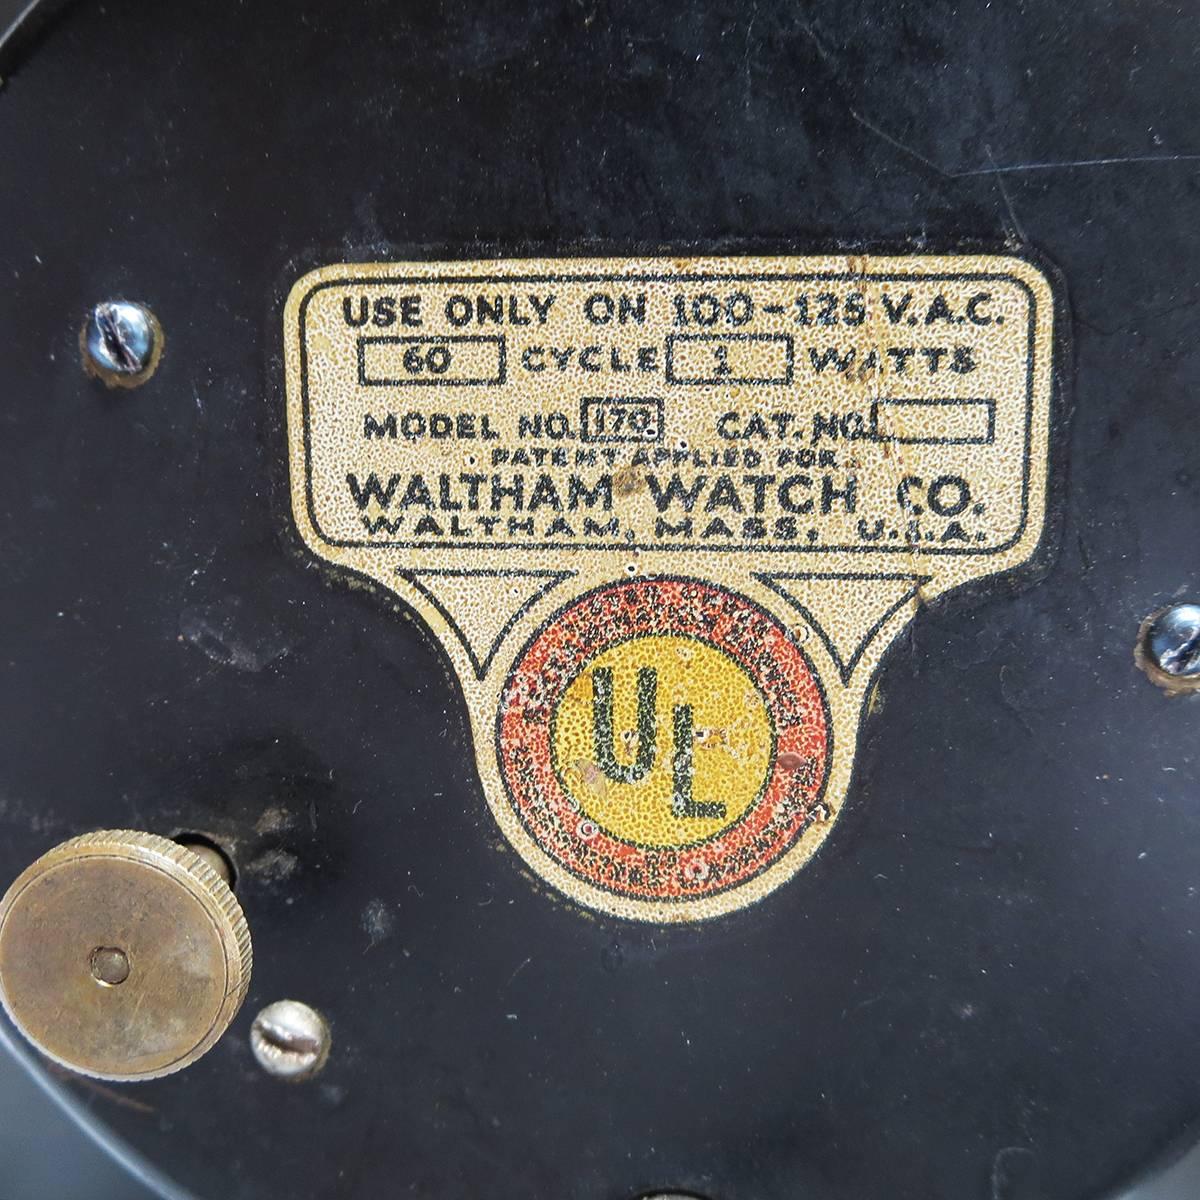 USE ONLY ON 100-125 V.A.C.
60 CYCLE 1 WATTS
MODEL NO. 170 CAT. NO.
PATENT APPLIED FOR
WALTHAM WATCH CO.
WALTHAM, MASS., U.S.A.
UL